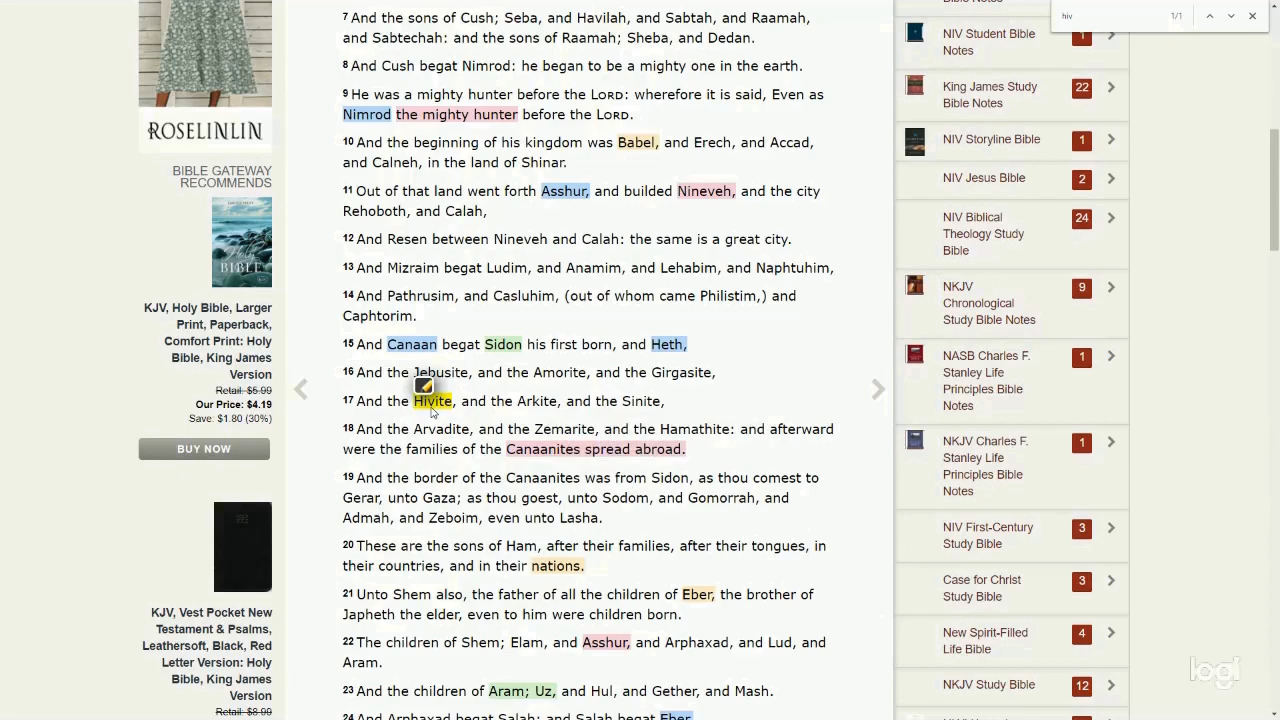 hiv
1/1
7 And the sons of Cush; Seba, and Havilah, and Sabtah, and Raamah,
and Sabtechah: and the sons of Raamah; Sheba, and Dedan.
8 And Cush begat Nimrod: he began to be a mighty one in the earth.
9 He was a mighty hunter before the LORD: wherefore it is said, Even as
Nimrod the mighty hunter before the LORD.
10 And the beginning of his kingdom was Babel, and Erech, and Accad,
and Calneh, in the land of Shinar.
11 Out of that land went forth Asshur, and builded Nineveh, and the city
Rehoboth, and Calah,
12 And Resen between Nineveh and Calah: the same is a great city.
13 And Mizraim begat Ludim, and Anamim, and Lehabim, and Naphtuhim,
14 And Pathrusim, and Casluhim, (out of whom came Philistim,) and
Caphtorim.
15 And Canaan begat Sidon his first born, and Heth,
16 And the Jebusite, and the Amorite, and the Girgasite,
17 And the Hivite, and the Arkite, and the Sinite,
18 And the Arvadite, and the Zemarite, and the Hamathite: and afterward
were the families of the Canaanites spread abroad.
19 And the border of the Canaanites was from Sidon, as thou comest to
Gerar, unto Gaza; as thou goest, unto Sodom, and Gomorrah, and
Admah, and Zeboim, even unto Lasha.
20 These are the sons of Ham, after their families, after their tongues, in
their countries, and in their nations.
21 Unto Shem also, the father of all the children of Eber, the brother of
Japheth the elder, even to him were children born.
22 The children of Shem; Elam, and Asshur, and Arphaxad, and Lud, and
Aram.
23 And the children of Aram; Uz, and Hul, and Gether, and Mash.
24 And Arphaxad begat Salah; and Salah begat Eber.
ROSELINLIN
BIBLE GATEWAY
RECOMMENDS
Holy
BIBLE
KJV, Holy Bible, Larger
Print, Paperback,
Comfort Print: Holy
Bible, King James
Version
Retail: $5.99
Our Price: $4.19
Save: $1.80 (30%)
BUY NOW
KJV, Vest Pocket New
Testament & Psalms,
Leathersoft, Black, Red
Letter Version: Holy
Bible, King James
Version
Retail: $8.99
Bible Notes
NIV Student Bible
Notes
1
King James Study
Bible Notes
22
NIV Storyline Bible
1
NIV Jesus Bible
2
NIV Biblical
Theology Study
Bible
24
NKJV
Chronological
Study Bible Notes
9
NASB Charles F.
Stanley Life
Principles Bible
Notes
1
NKJV Charles F.
Stanley Life
Principles Bible
Notes
1
NIV First-Century
Study Bible
3
Case for Christ
Study Bible
3
New Spirit-Filled
Life Bible
4
NKJV Study Bible
12
logi